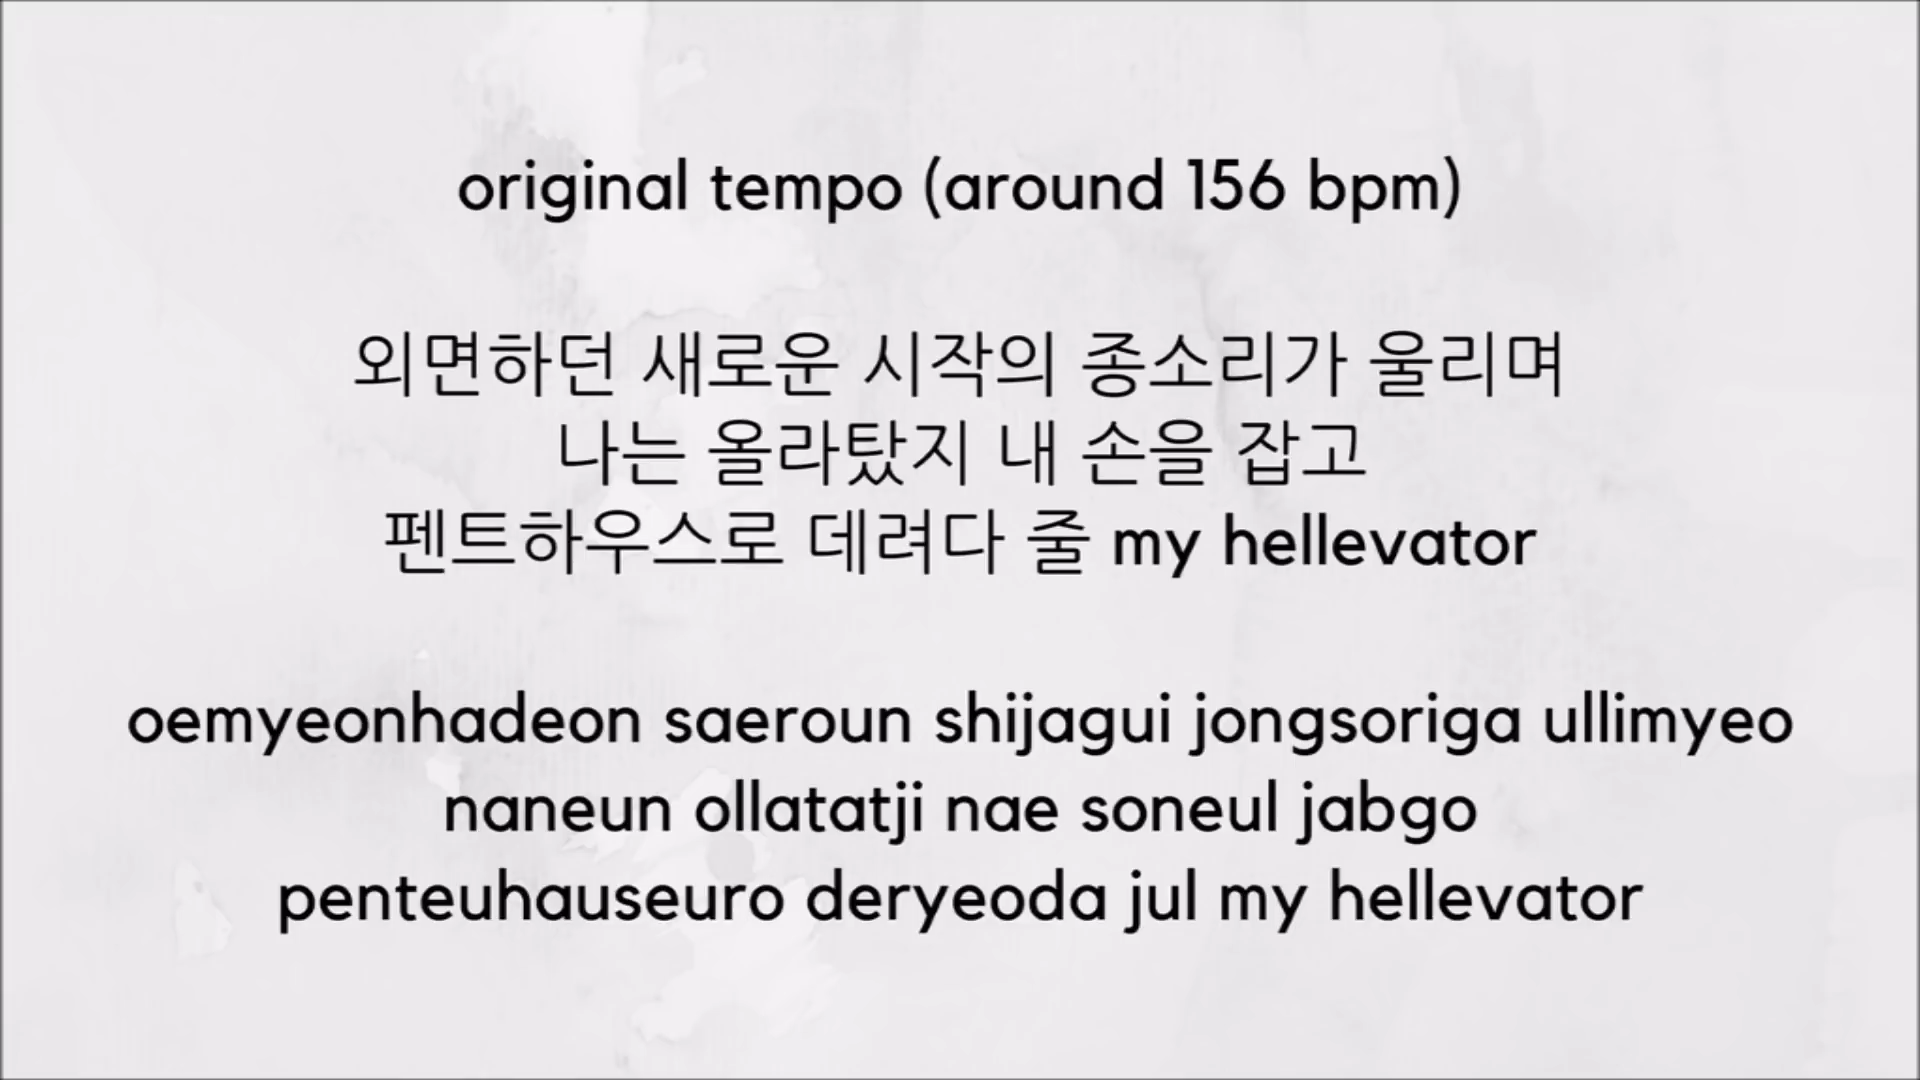 original tempo (around 156 bpm)
외면하던 새로운 시작의 종소리가 울리며
나는 올라탔지 내 손을 잡고
펜트하우스로 데려다 줄 my hellevator
oemyeonhadeon saeroun shijagui jongsoriga ullimyeo
naneun ollatatji nae soneul jabgo
penteuhauseuro deryeoda jul my hellevator